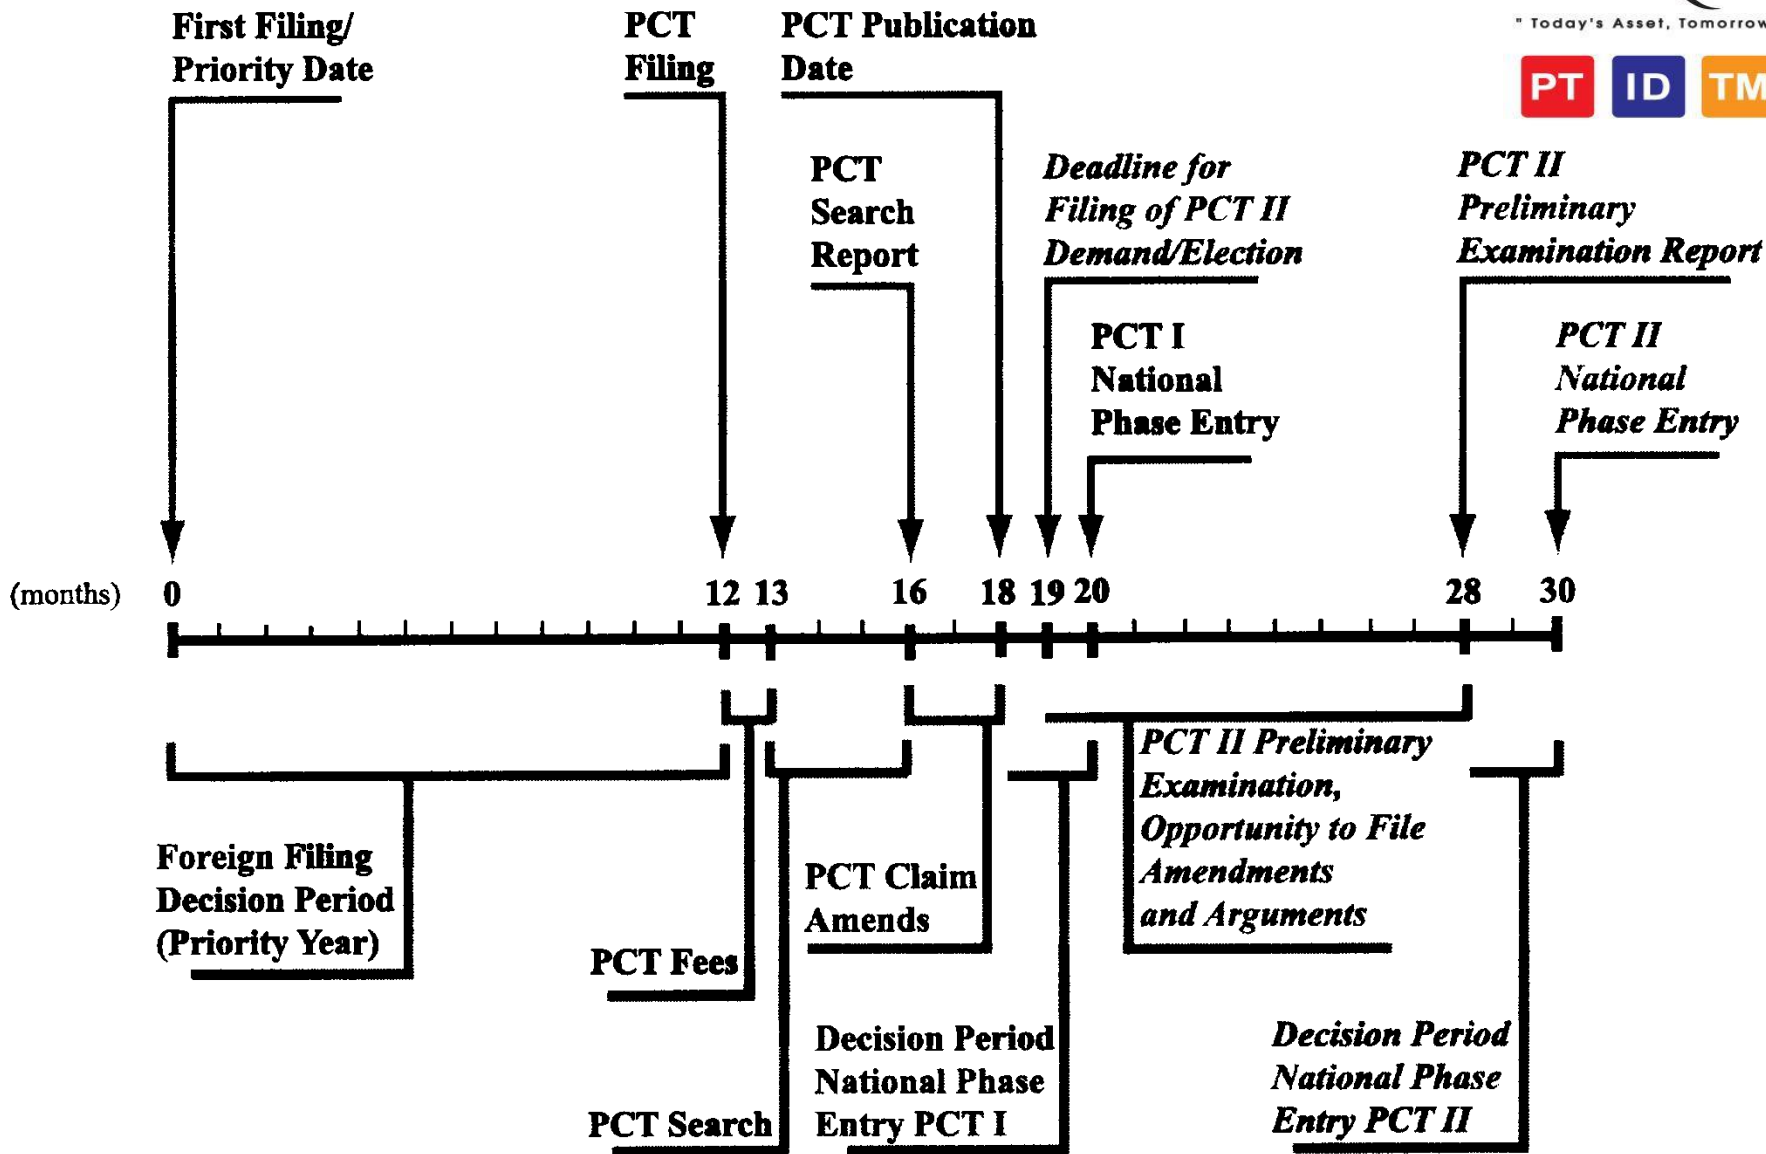 First Filing/
Priority Date
PCT
Filing
PCT Publication
Date
" Today's Asset, Tomorrow
PT ID TM
PCT
Search
Report
Deadline for
Filing of PCT II
Demand/Election
PCT II
Preliminary
Examination Report
PCT I
National
Phase Entry
PCT II
National
Phase Entry
(months) 0 12 13 16 18 19 20 28 30
Foreign Filing
Decision Period
(Priority Year)
PCT Fees
PCT Search
PCT Claim
Amends
Decision Period
National Phase
Entry PCT I
PCT II Preliminary
Examination,
Opportunity to File
Amendments
and Arguments
Decision Period
National Phase
Entry PCT II